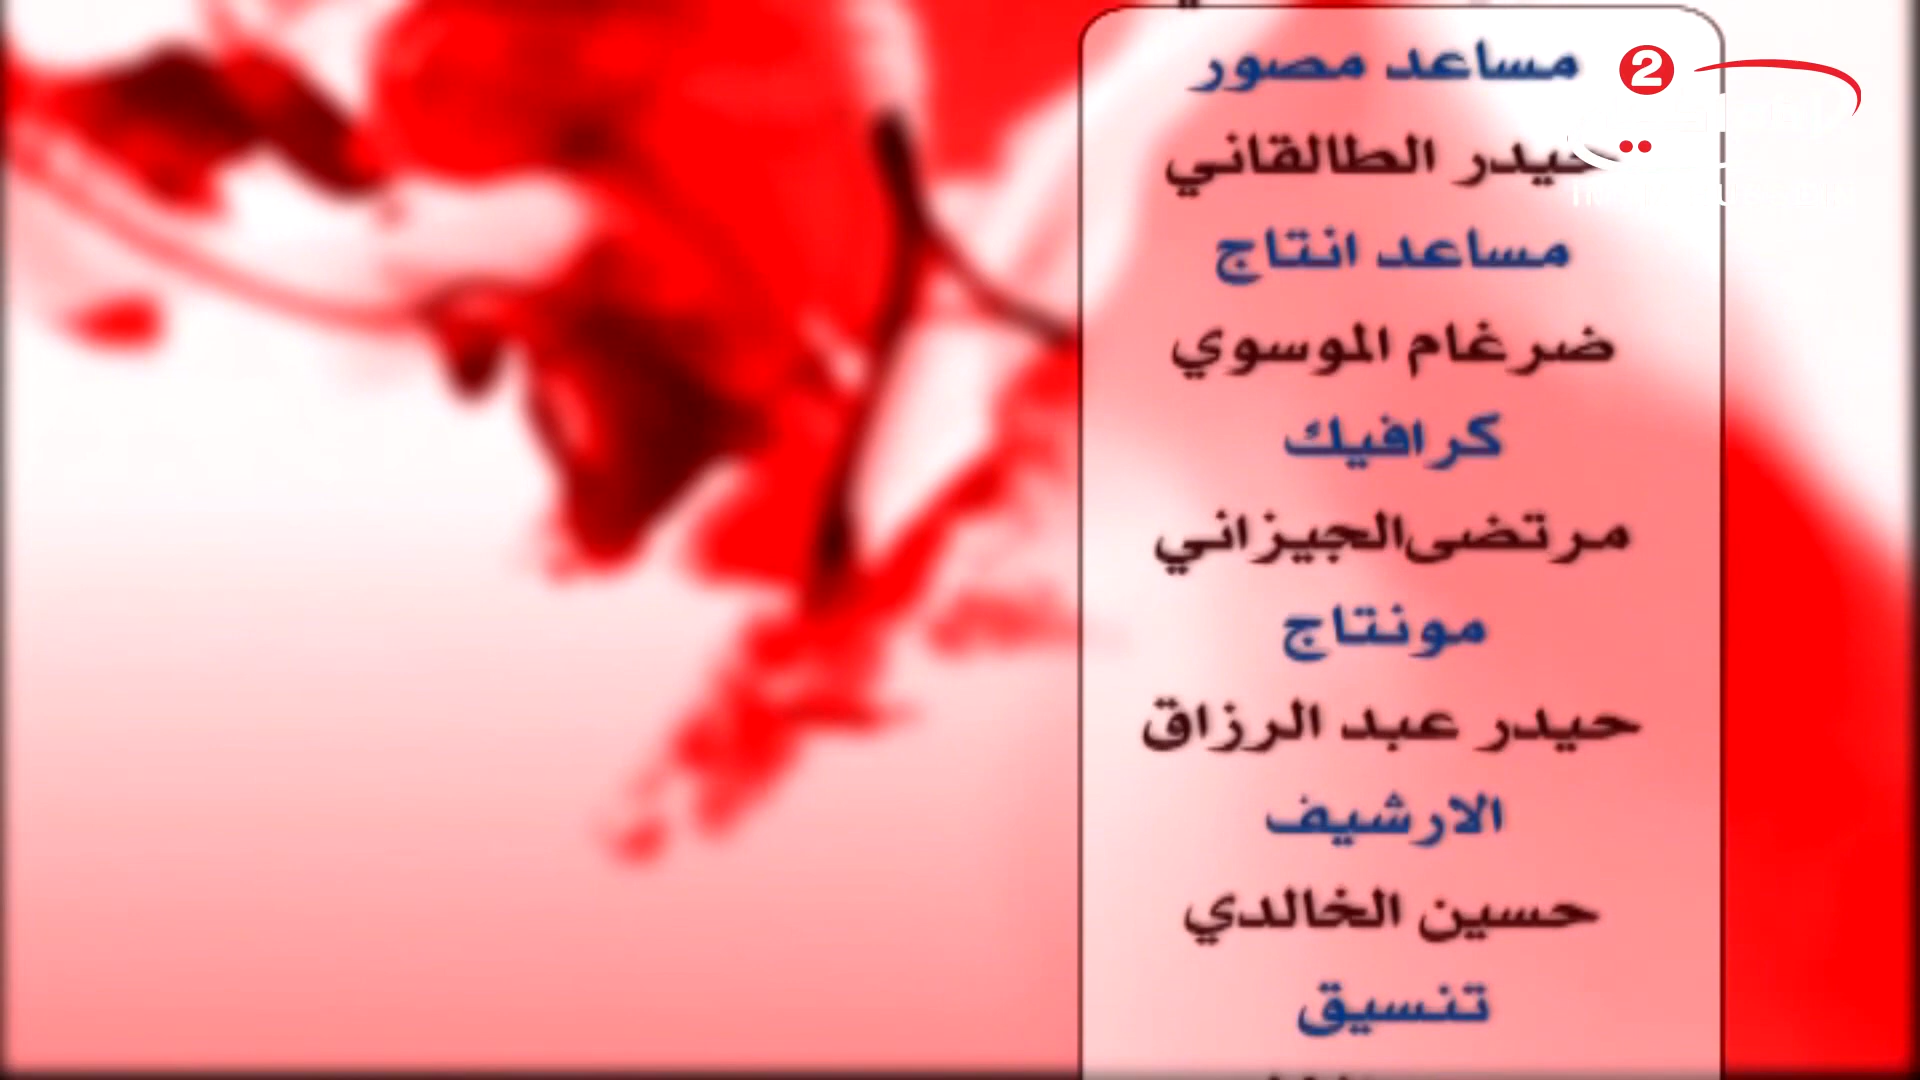 مساعد مصور
حيدر الطالقاني
مساعد انتاج
ضرغام الموسوي
كرافيك
مرتضى الجيزاني
مونتاج
حيدر عبد الرزاق
الارشيف
حسين الخالدي
تنسيق
2